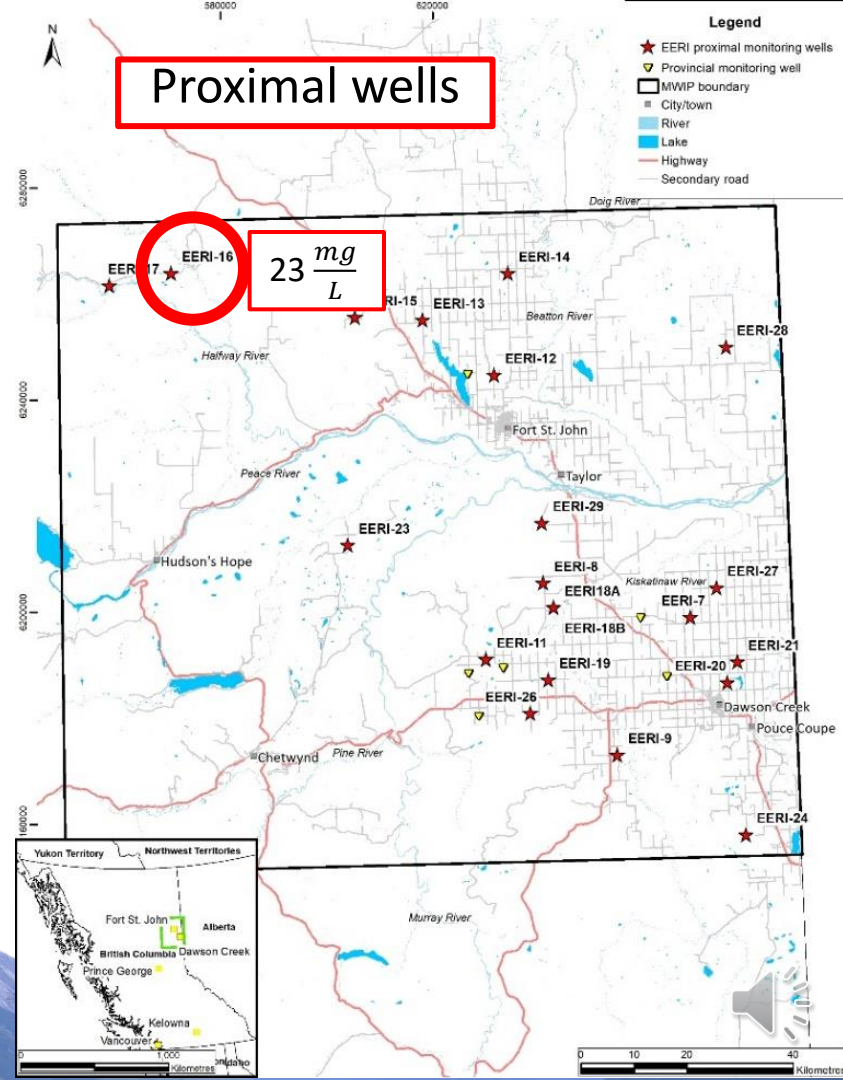 580000
620000
N
Proximal wells
Legend
EERI proximal monitoring wells
Provincial monitoring well
MWIP boundary
City/town
River
Lake
Highway
Secondary road
6280000
Doig River
EERI-16
23 mg/L
EERI-14
EERI-13
Beatton River
EERI-28
Halfway River
EERI-12
6240000
Fort St. John
Peace River
Taylor
EERI-29
EERI-23
Hudson's Hope
EERI-8
Kiskatinaw River
EERI-27
EERI18A
EERI-7
6200000
EERI-18B
EERI-11
EERI-21
EERI-19
EERI-20
EERI-26
Dawson Creek
Pouce Coupe
EERI-9
Chetwynd
Pine River
160000
EERI-24
Yukon Territory
Northwest Territories
Fort St. John
Alberta
British Columbia
Dawson Creek
Prince George
Murray River
Kelowna
Vancouver
0
1,000
Kilometres
0
10
20
40
Kilometres